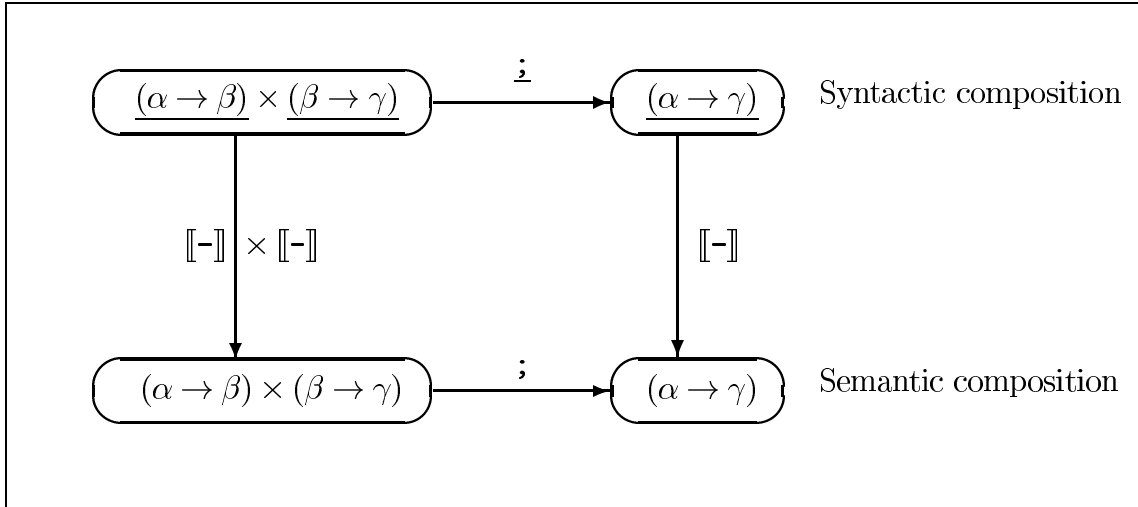 ;
(α → β) × (β → γ) (α → γ) Syntactic composition
⟦-⟧ × ⟦-⟧ ⟦-⟧
;
(α → β) × (β → γ) (α → γ) Semantic composition